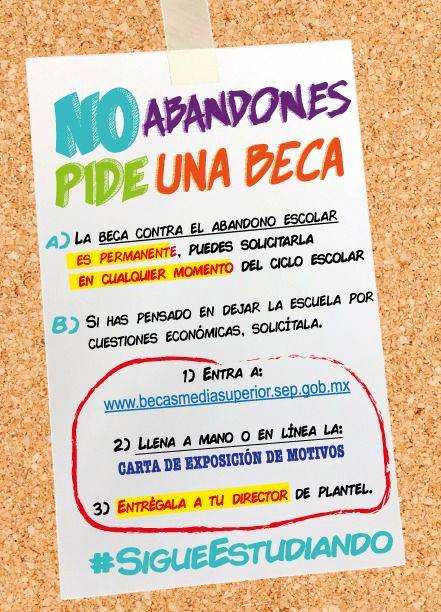 NO ABANDONES
PIDE UNA BECA
A) LA BECA CONTRA EL ABANDONO ESCOLAR
ES PERMANENTE, PUEDES SOLICITARLA
EN CUALQUIER MOMENTO DEL CICLO ESCOLAR
B) SI HAS PENSADO EN DEJAR LA ESCUELA POR
CUESTIONES ECONÓMICAS, SOLICÍTALA.
1) ENTRA A:
www.becasmediasuperior.sep.gob.mx
2) LLENA A MANO O EN LÍNEA LA:
CARTA DE EXPOSICIÓN DE MOTIVOS
3) ENTRÉGALA A TU DIRECTOR DE PLANTEL.
#SIGUEESTUDIANDO